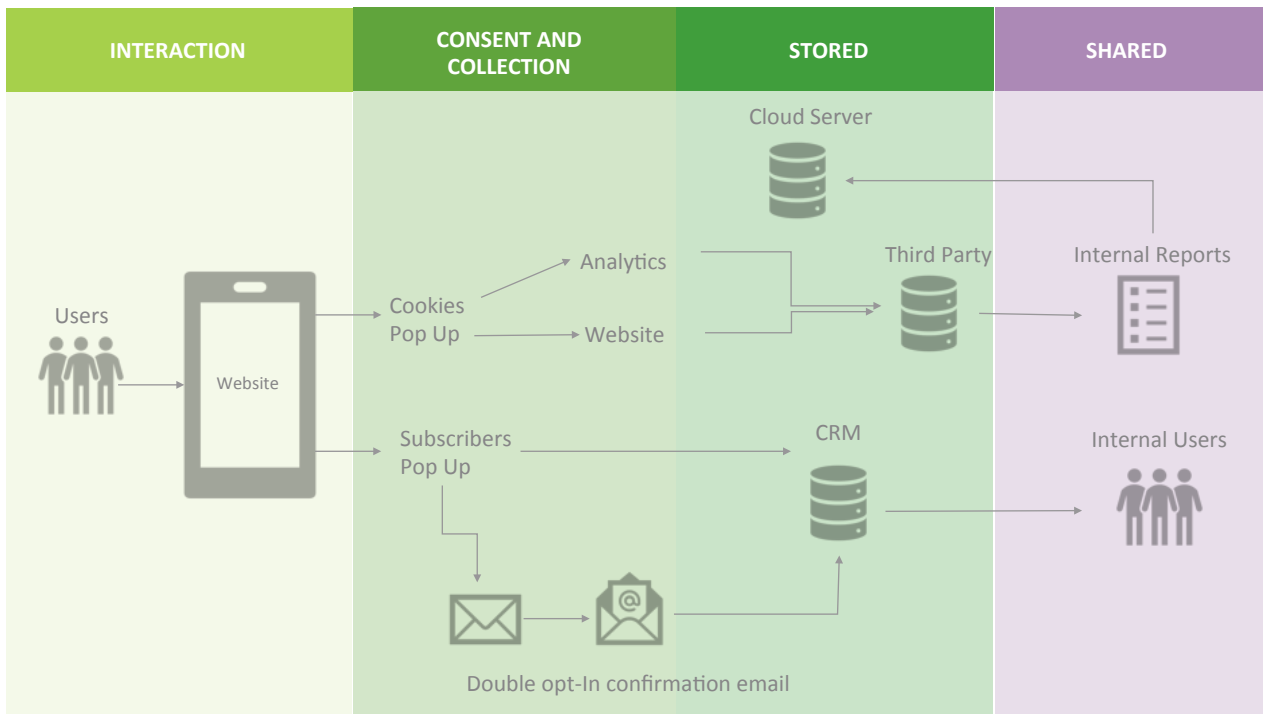 INTERACTION
CONSENT AND
COLLECTION
STORED
SHARED
Cloud Server
Analytics
Third Party
Internal Reports
Users
Cookies
Pop Up
Website
Website
Subscribers
Pop Up
CRM
Internal Users
@
Double opt-In confirmation email